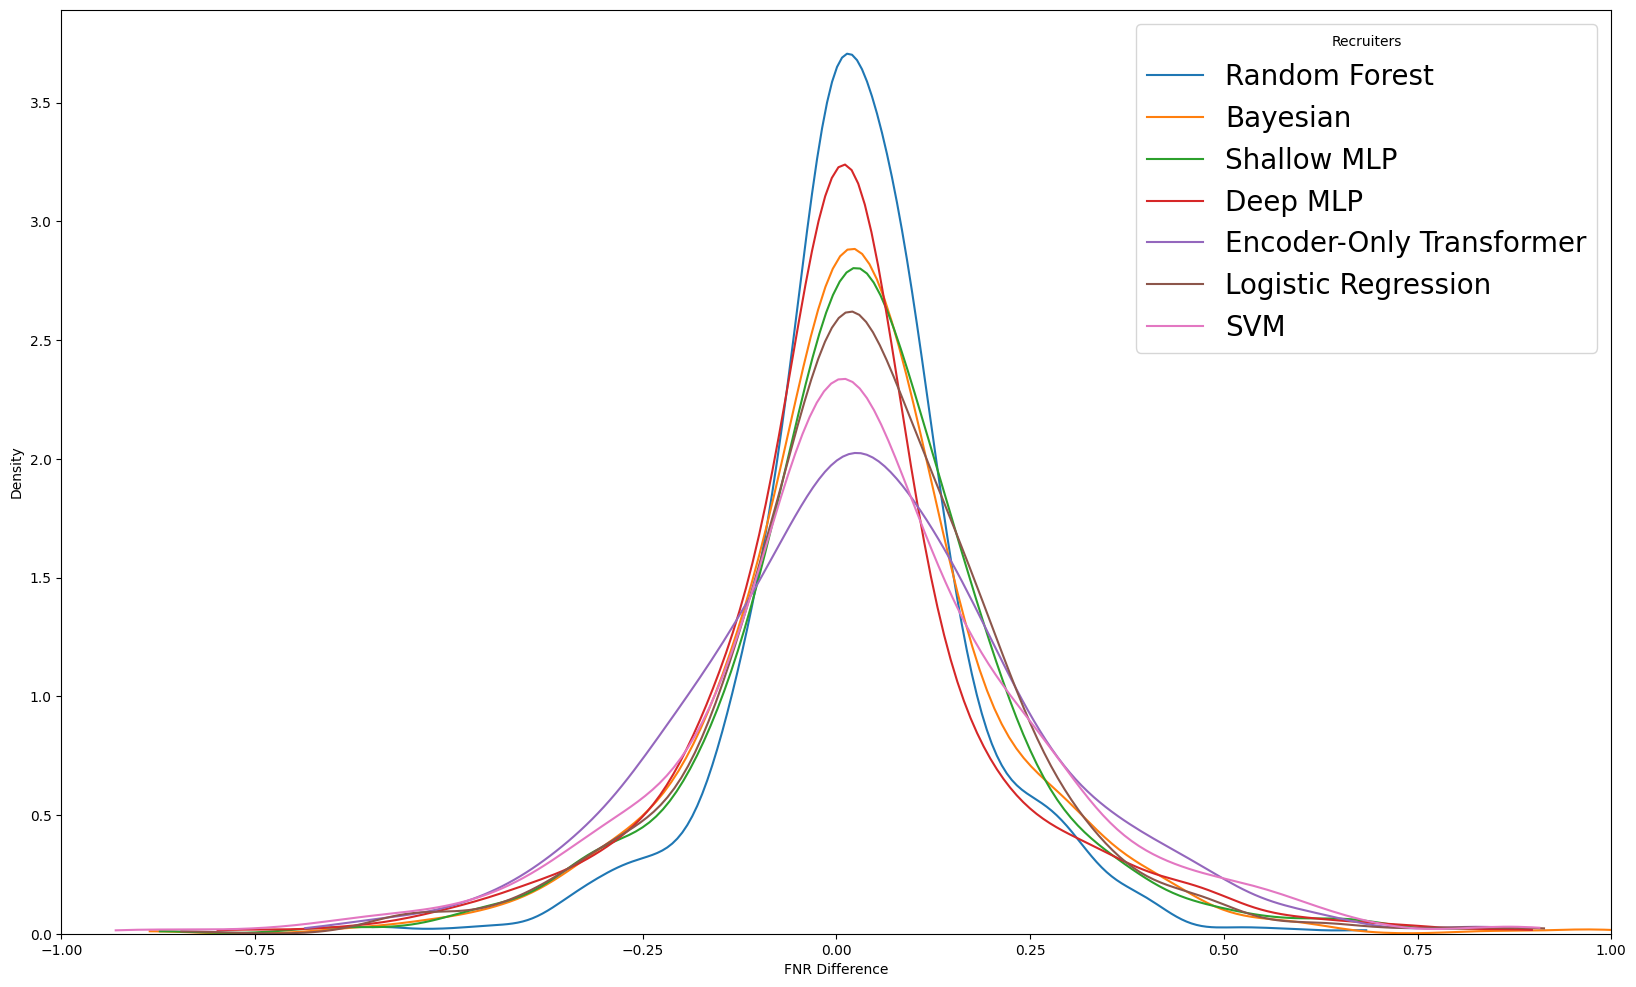 Recruiters
Random Forest
Bayesian
Shallow MLP
Deep MLP
Encoder-Only Transformer
Logistic Regression
SVM
3.5
3.0
2.5
2.0
1.5
1.0
0.5
0.0
Density
−1.00 −0.75 −0.50 −0.25 0.00 0.25 0.50 0.75 1.00
FNR Difference